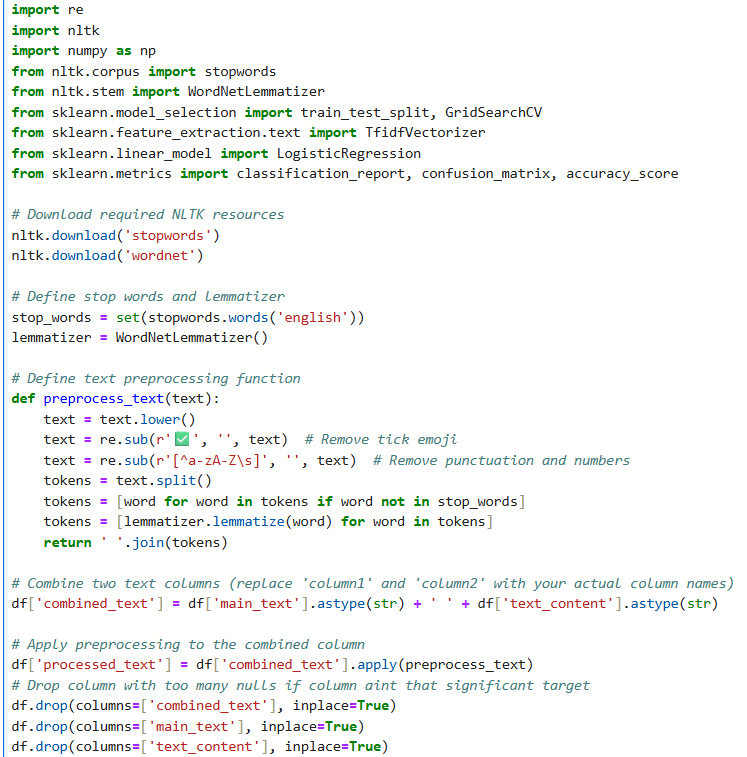 import re
import nltk
import numpy as np
from nltk.corpus import stopwords
from nltk.stem import WordNetLemmatizer
from sklearn.model_selection import train_test_split, GridSearchCV
from sklearn.feature_extraction.text import TfidfVectorizer
from sklearn.linear_model import LogisticRegression
from sklearn.metrics import classification_report, confusion_matrix, accuracy_score

# Download required NLTK resources
nltk.download('stopwords')
nltk.download('wordnet')

# Define stop words and lemmatizer
stop_words = set(stopwords.words('english'))
lemmatizer = WordNetLemmatizer()

# Define text preprocessing function
def preprocess_text(text):
    text = text.lower()
    text = re.sub(r'✅', '', text)  # Remove tick emoji
    text = re.sub(r'[^a-zA-Z\s]', '', text)  # Remove punctuation and numbers
    tokens = text.split()
    tokens = [word for word in tokens if word not in stop_words]
    tokens = [lemmatizer.lemmatize(word) for word in tokens]
    return ' '.join(tokens)

# Combine two text columns (replace 'column1' and 'column2' with your actual column names)
df['combined_text'] = df['main_text'].astype(str) + ' ' + df['text_content'].astype(str)

# Apply preprocessing to the combined column
df['processed_text'] = df['combined_text'].apply(preprocess_text)
# Drop column with too many nulls if column aint that significant target
df.drop(columns=['combined_text'], inplace=True)
df.drop(columns=['main_text'], inplace=True)
df.drop(columns=['text_content'], inplace=True)